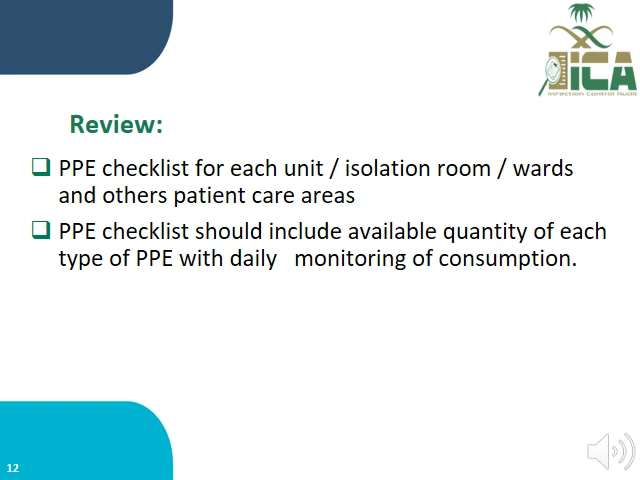 iCA
Infection Control Audit
Review:
❑ PPE checklist for each unit / isolation room / wards
and others patient care areas
❑ PPE checklist should include available quantity of each
type of PPE with daily   monitoring of consumption.
12